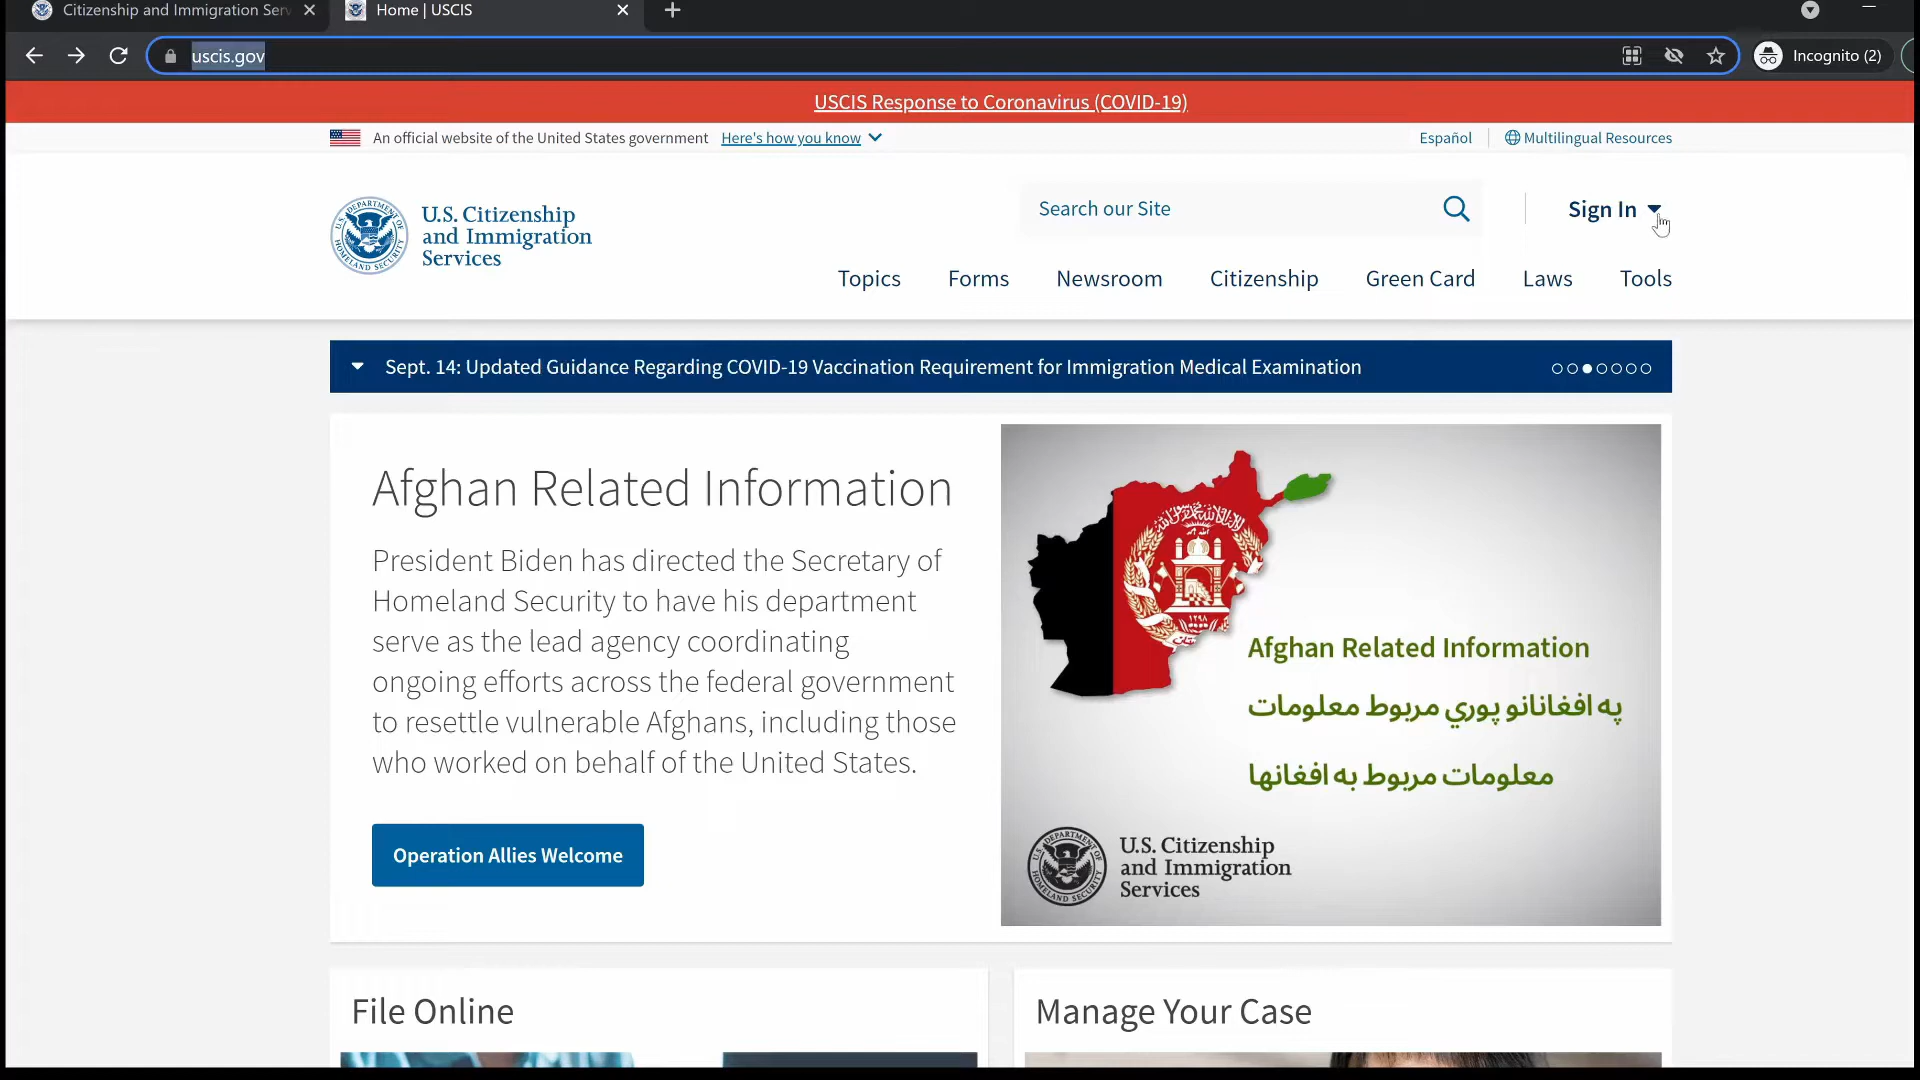 Citizenship and Immigration Serv
Home | USCIS
uscis.gov
Incognito (2)
USCIS Response to Coronavirus (COVID-19)
An official website of the United States government Here's how you know
Español
Multilingual Resources
U.S. Citizenship
and Immigration
Services
Search our Site
Sign In
Topics Forms Newsroom Citizenship Green Card Laws Tools
Sept. 14: Updated Guidance Regarding COVID-19 Vaccination Requirement for Immigration Medical Examination
Afghan Related Information
President Biden has directed the Secretary of
Homeland Security to have his department
serve as the lead agency coordinating
ongoing efforts across the federal government
to resettle vulnerable Afghans, including those
who worked on behalf of the United States.
Operation Allies Welcome
Afghan Related Information
په افغانانو پورې مربوط معلومات
معلومات مربوط به افغانها
U.S. Citizenship
and Immigration
Services
File Online
Manage Your Case